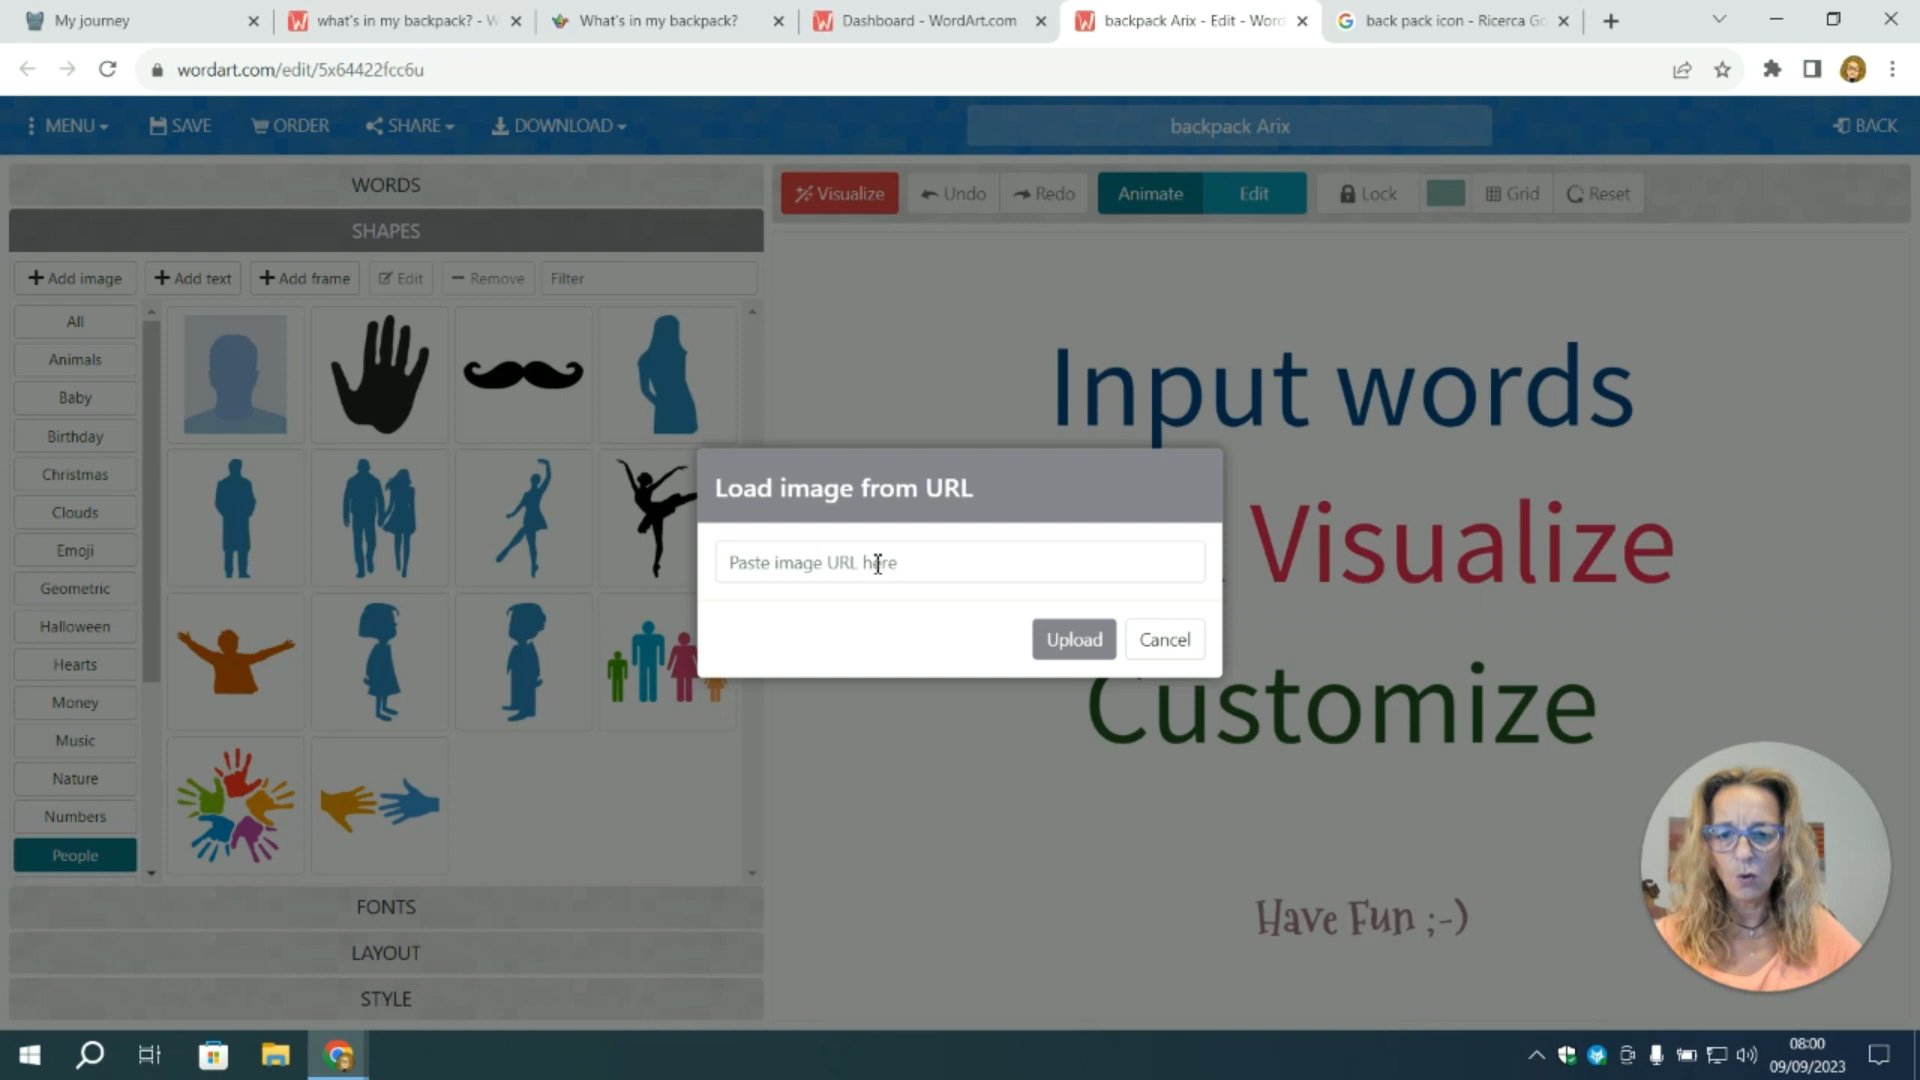 My journey
what's in my backpack? - W
What's in my backpack?
Dashboard - WordArt.com
backpack Arix - Edit - Word
back pack icon - Ricerca Go
wordart.com/edit/5x64422fcc6u
MENU
SAVE
ORDER
SHARE
DOWNLOAD
backpack Arix
BACK
WORDS
SHAPES
Visualize
Undo
Redo
Animate
Edit
Lock
Grid
Reset
Add image
Add text
Add frame
Edit
Remove
Filter
All
Animals
Baby
Birthday
Christmas
Clouds
Emoji
Geometric
Halloween
Hearts
Money
Music
Nature
Numbers
People
Input words
Visualize
Customize
Have Fun ;-)
Load image from URL
Paste image URL here
Upload
Cancel
FONTS
LAYOUT
STYLE
08:00
09/09/2023